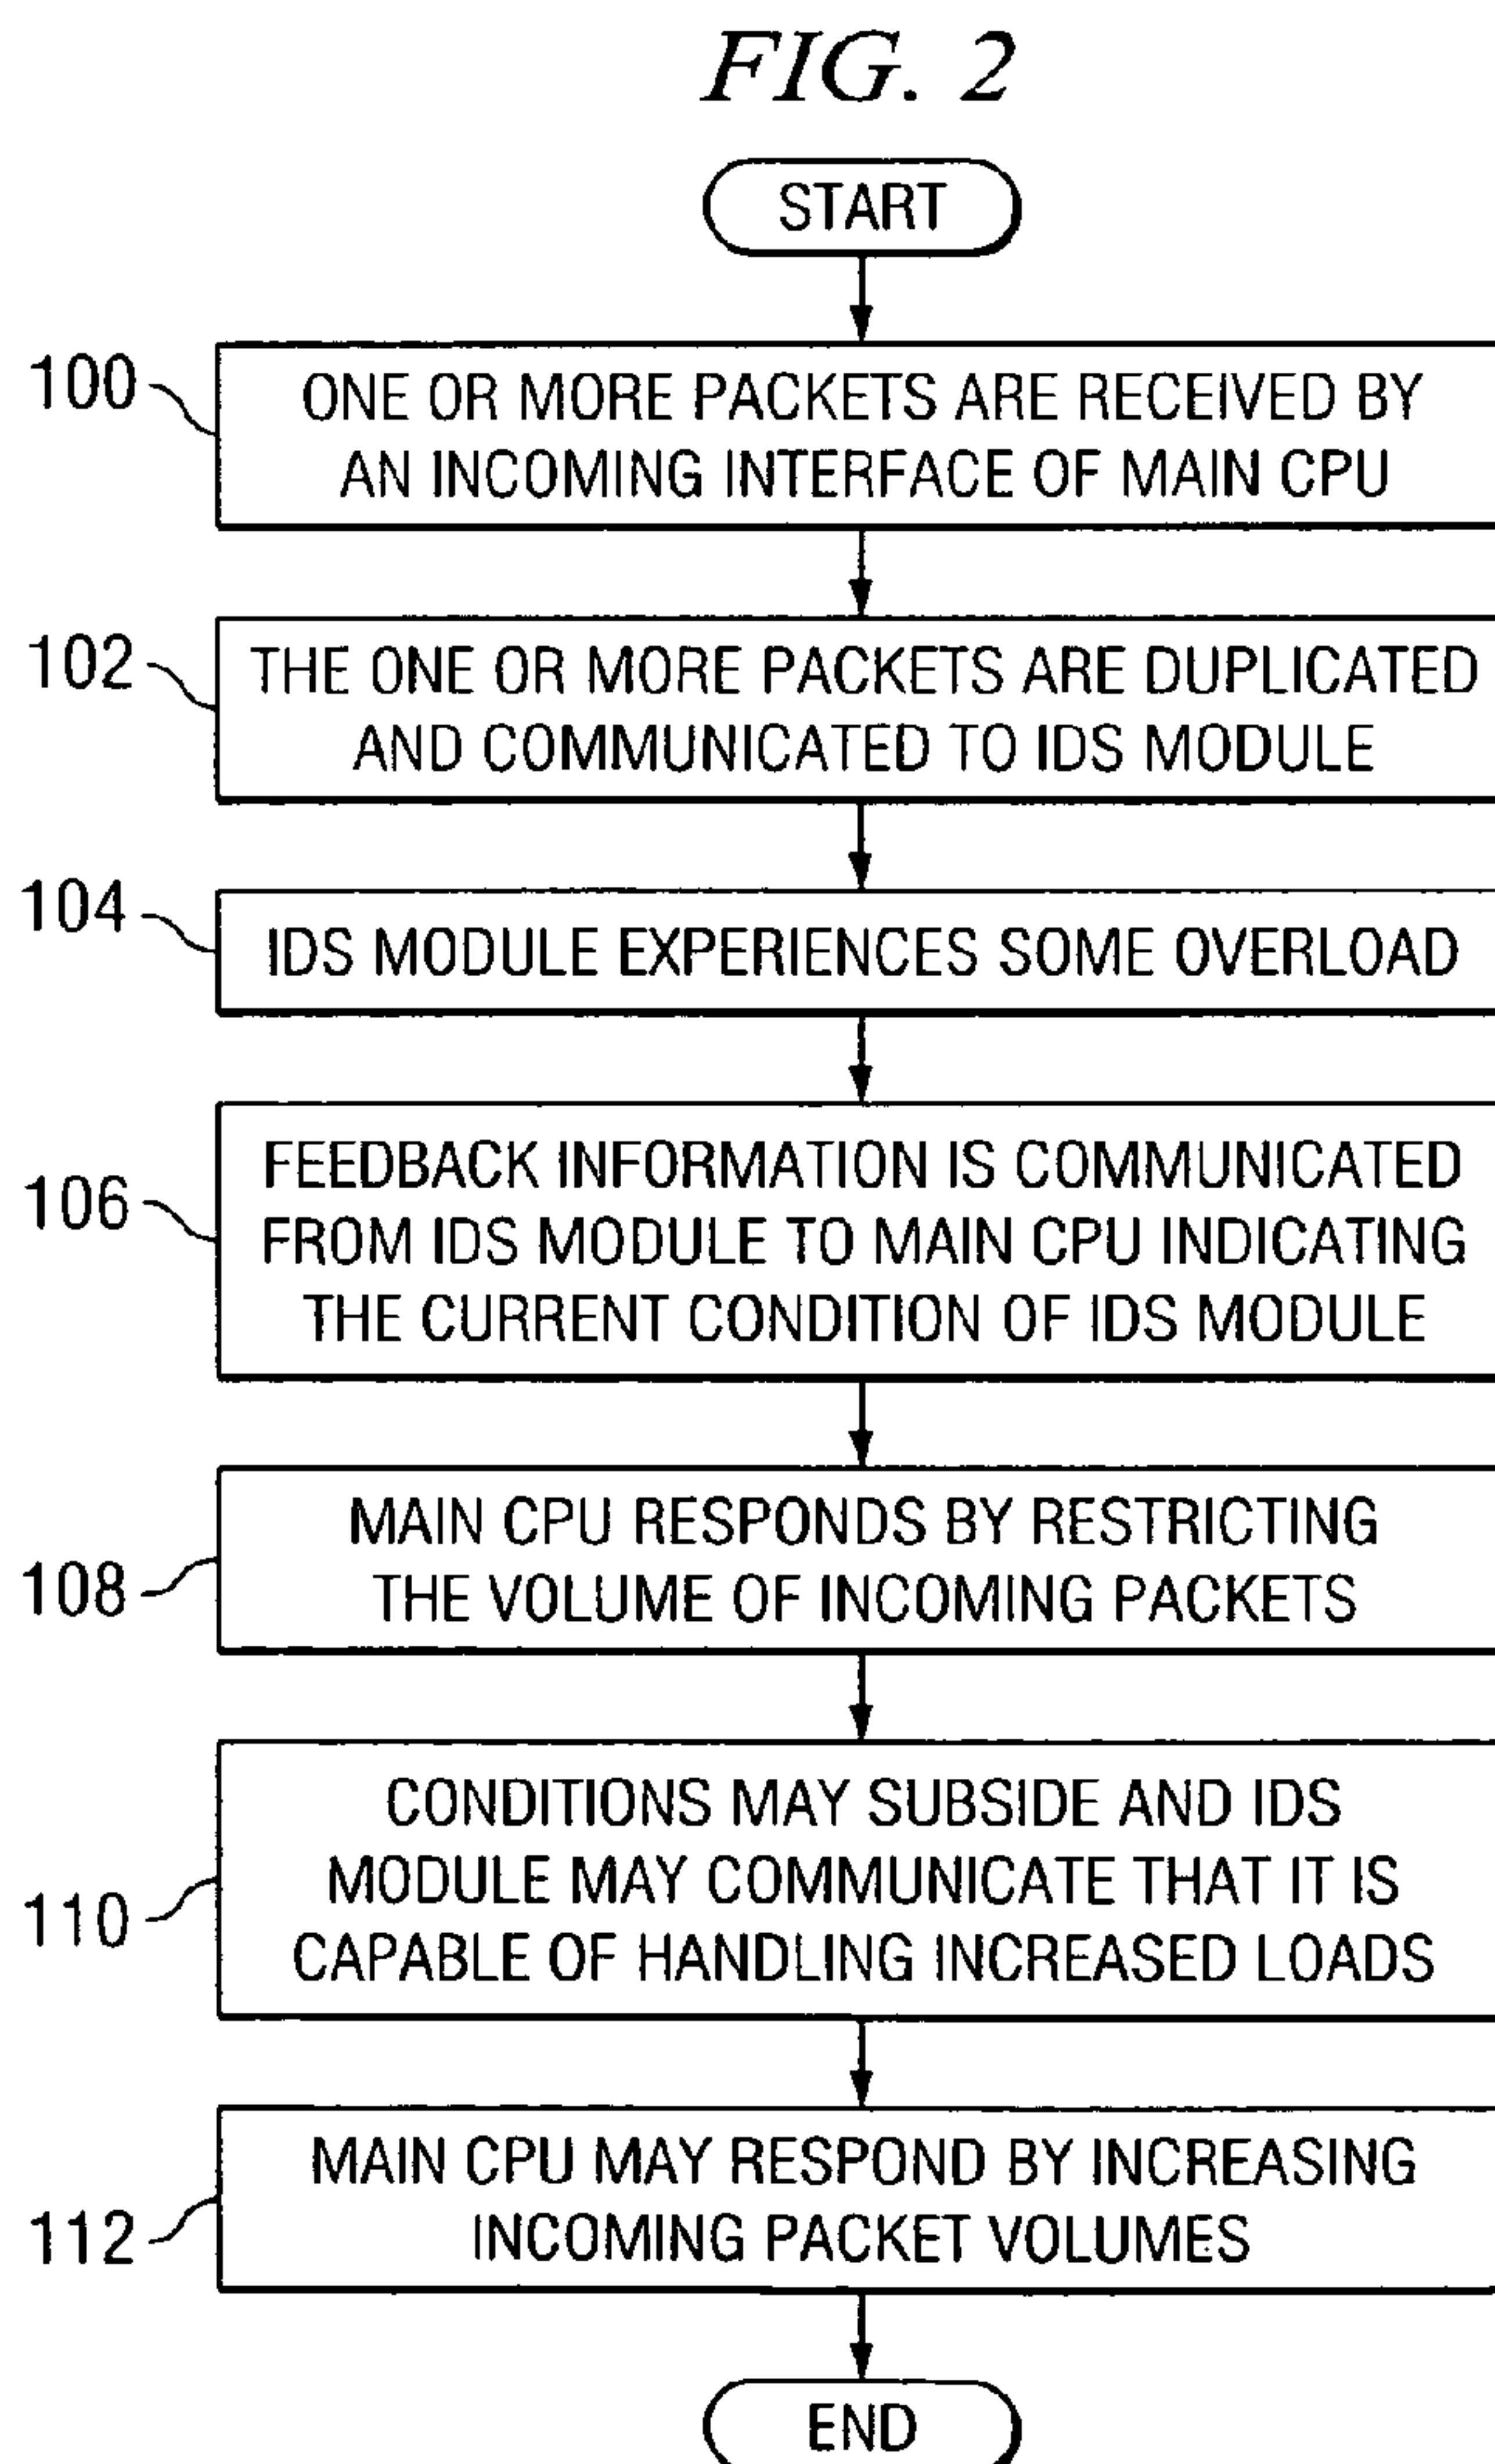 FIG. 2
START
100
ONE OR MORE PACKETS ARE RECEIVED BY
AN INCOMING INTERFACE OF MAIN CPU
102
THE ONE OR MORE PACKETS ARE DUPLICATED
AND COMMUNICATED TO IDS MODULE
104
IDS MODULE EXPERIENCES SOME OVERLOAD
106
FEEDBACK INFORMATION IS COMMUNICATED
FROM IDS MODULE TO MAIN CPU INDICATING
THE CURRENT CONDITION OF IDS MODULE
108
MAIN CPU RESPONDS BY RESTRICTING
THE VOLUME OF INCOMING PACKETS
110
CONDITIONS MAY SUBSIDE AND IDS
MODULE MAY COMMUNICATE THAT IT IS
CAPABLE OF HANDLING INCREASED LOADS
112
MAIN CPU MAY RESPOND BY INCREASING
INCOMING PACKET VOLUMES
END